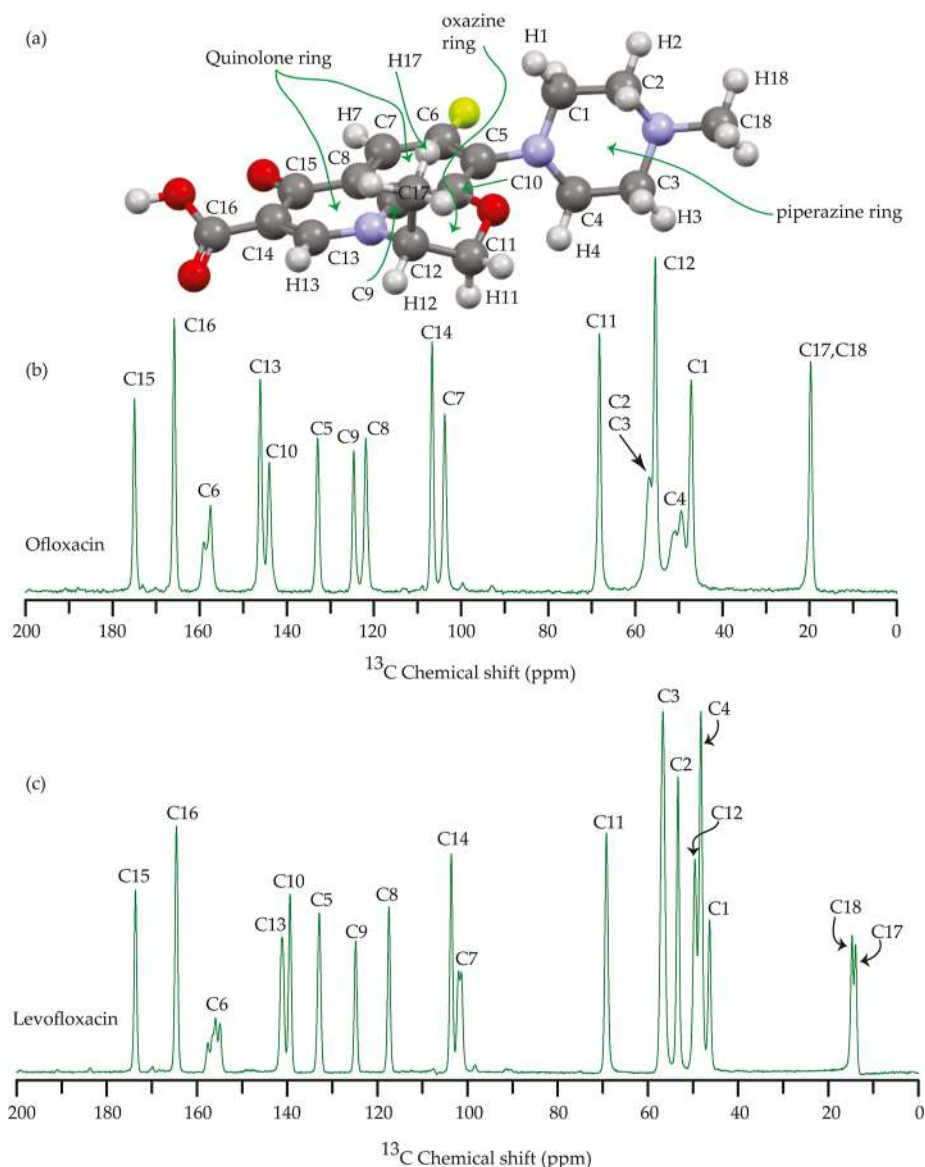 (a)
oxazine
ring
H1
H2
Quinolone ring
H17
C2
H18
C1
H7
C7
C6
C5
C18
C15
C8
C10
C3
C17
C16
C4
H3
piperazine ring
C14
C13
C11
H4
H13
C9
C12
H12
H11
C12
(b)
C15
C16
C6
C13
C10
C5
C9
C8
C14
C7
C11
C2
C3
C4
C1
C17,C18
Ofloxacin
200 180 160 140 120 100 80 60 40 20 0
13C Chemical shift (ppm)
(c)
C15
C16
C6
C13
C10
C5
C9
C8
C14
C7
C11
C3
C2
C4
C12
C1
C18
C17
Levofloxacin
200 180 160 140 120 100 80 60 40 20 0
13C Chemical shift (ppm)